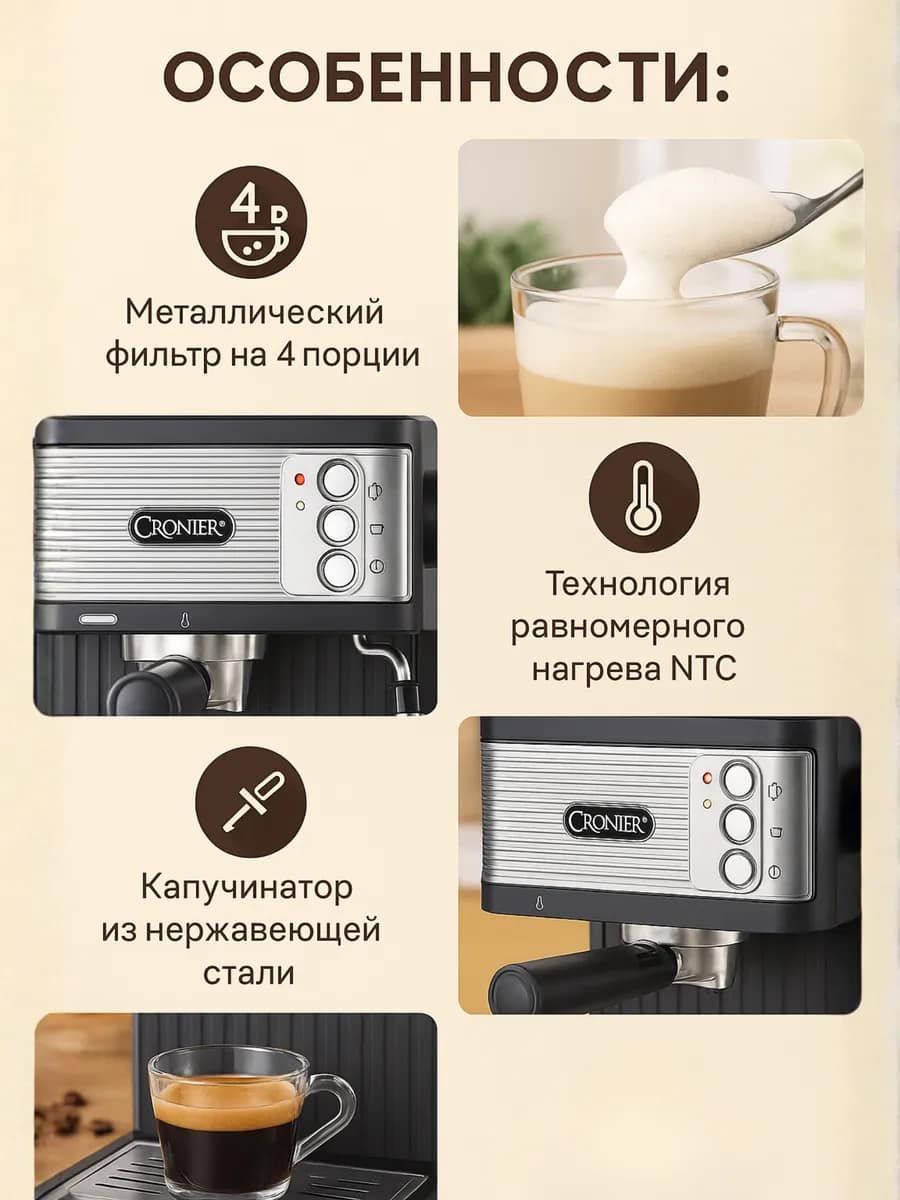 ОСОБЕННОСТИ:
4
Металлический
фильтр на 4 порции
CRONIER®
Технология
равномерного
нагрева NTC
Капучинатор
из нержавеющей
стали
CRONIER®